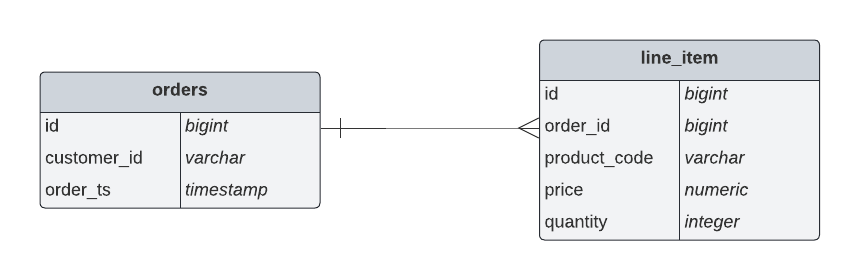 orders
id bigint
customer_id varchar
order_ts timestamp
line_item
id bigint
order_id bigint
product_code varchar
price numeric
quantity integer